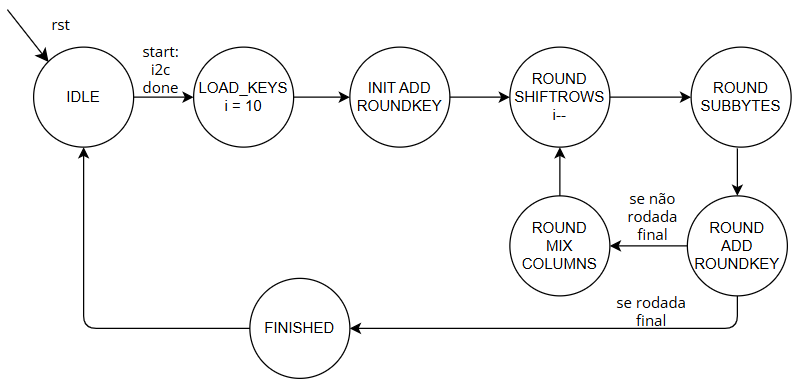 rst
start:
i2c
done
IDLE
LOAD_KEYS
i = 10
INIT ADD
ROUNDKEY
ROUND
SHIFTROWS
i--
ROUND
SUBBYTES
se não
rodada
final
ROUND
MIX
COLUMNS
ROUND
ADD
ROUNDKEY
se rodada
final
FINISHED